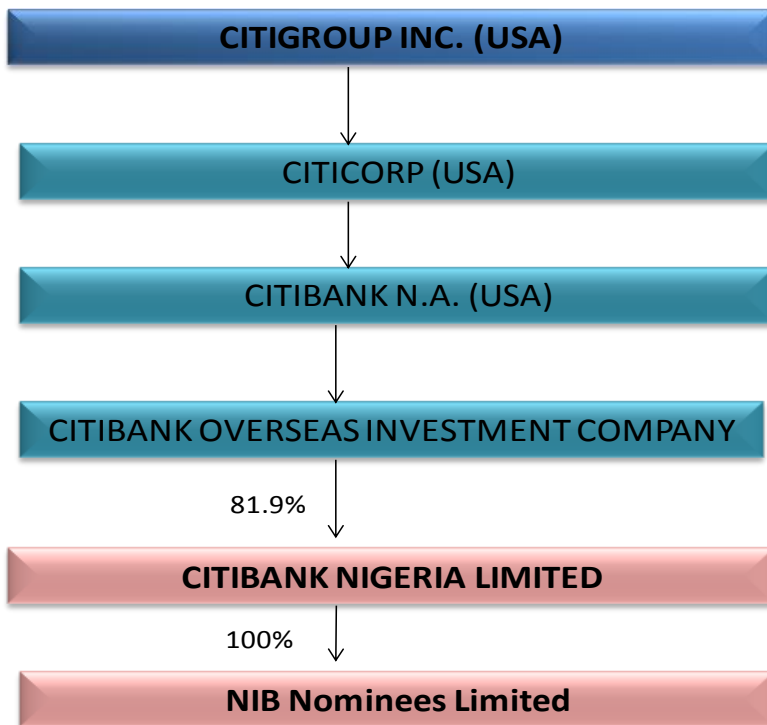 CITIGROUP INC. (USA)
CITICORP (USA)
CITIBANK N.A. (USA)
CITIBANK OVERSEAS INVESTMENT COMPANY
81.9%
CITIBANK NIGERIA LIMITED
100%
NIB Nominees Limited